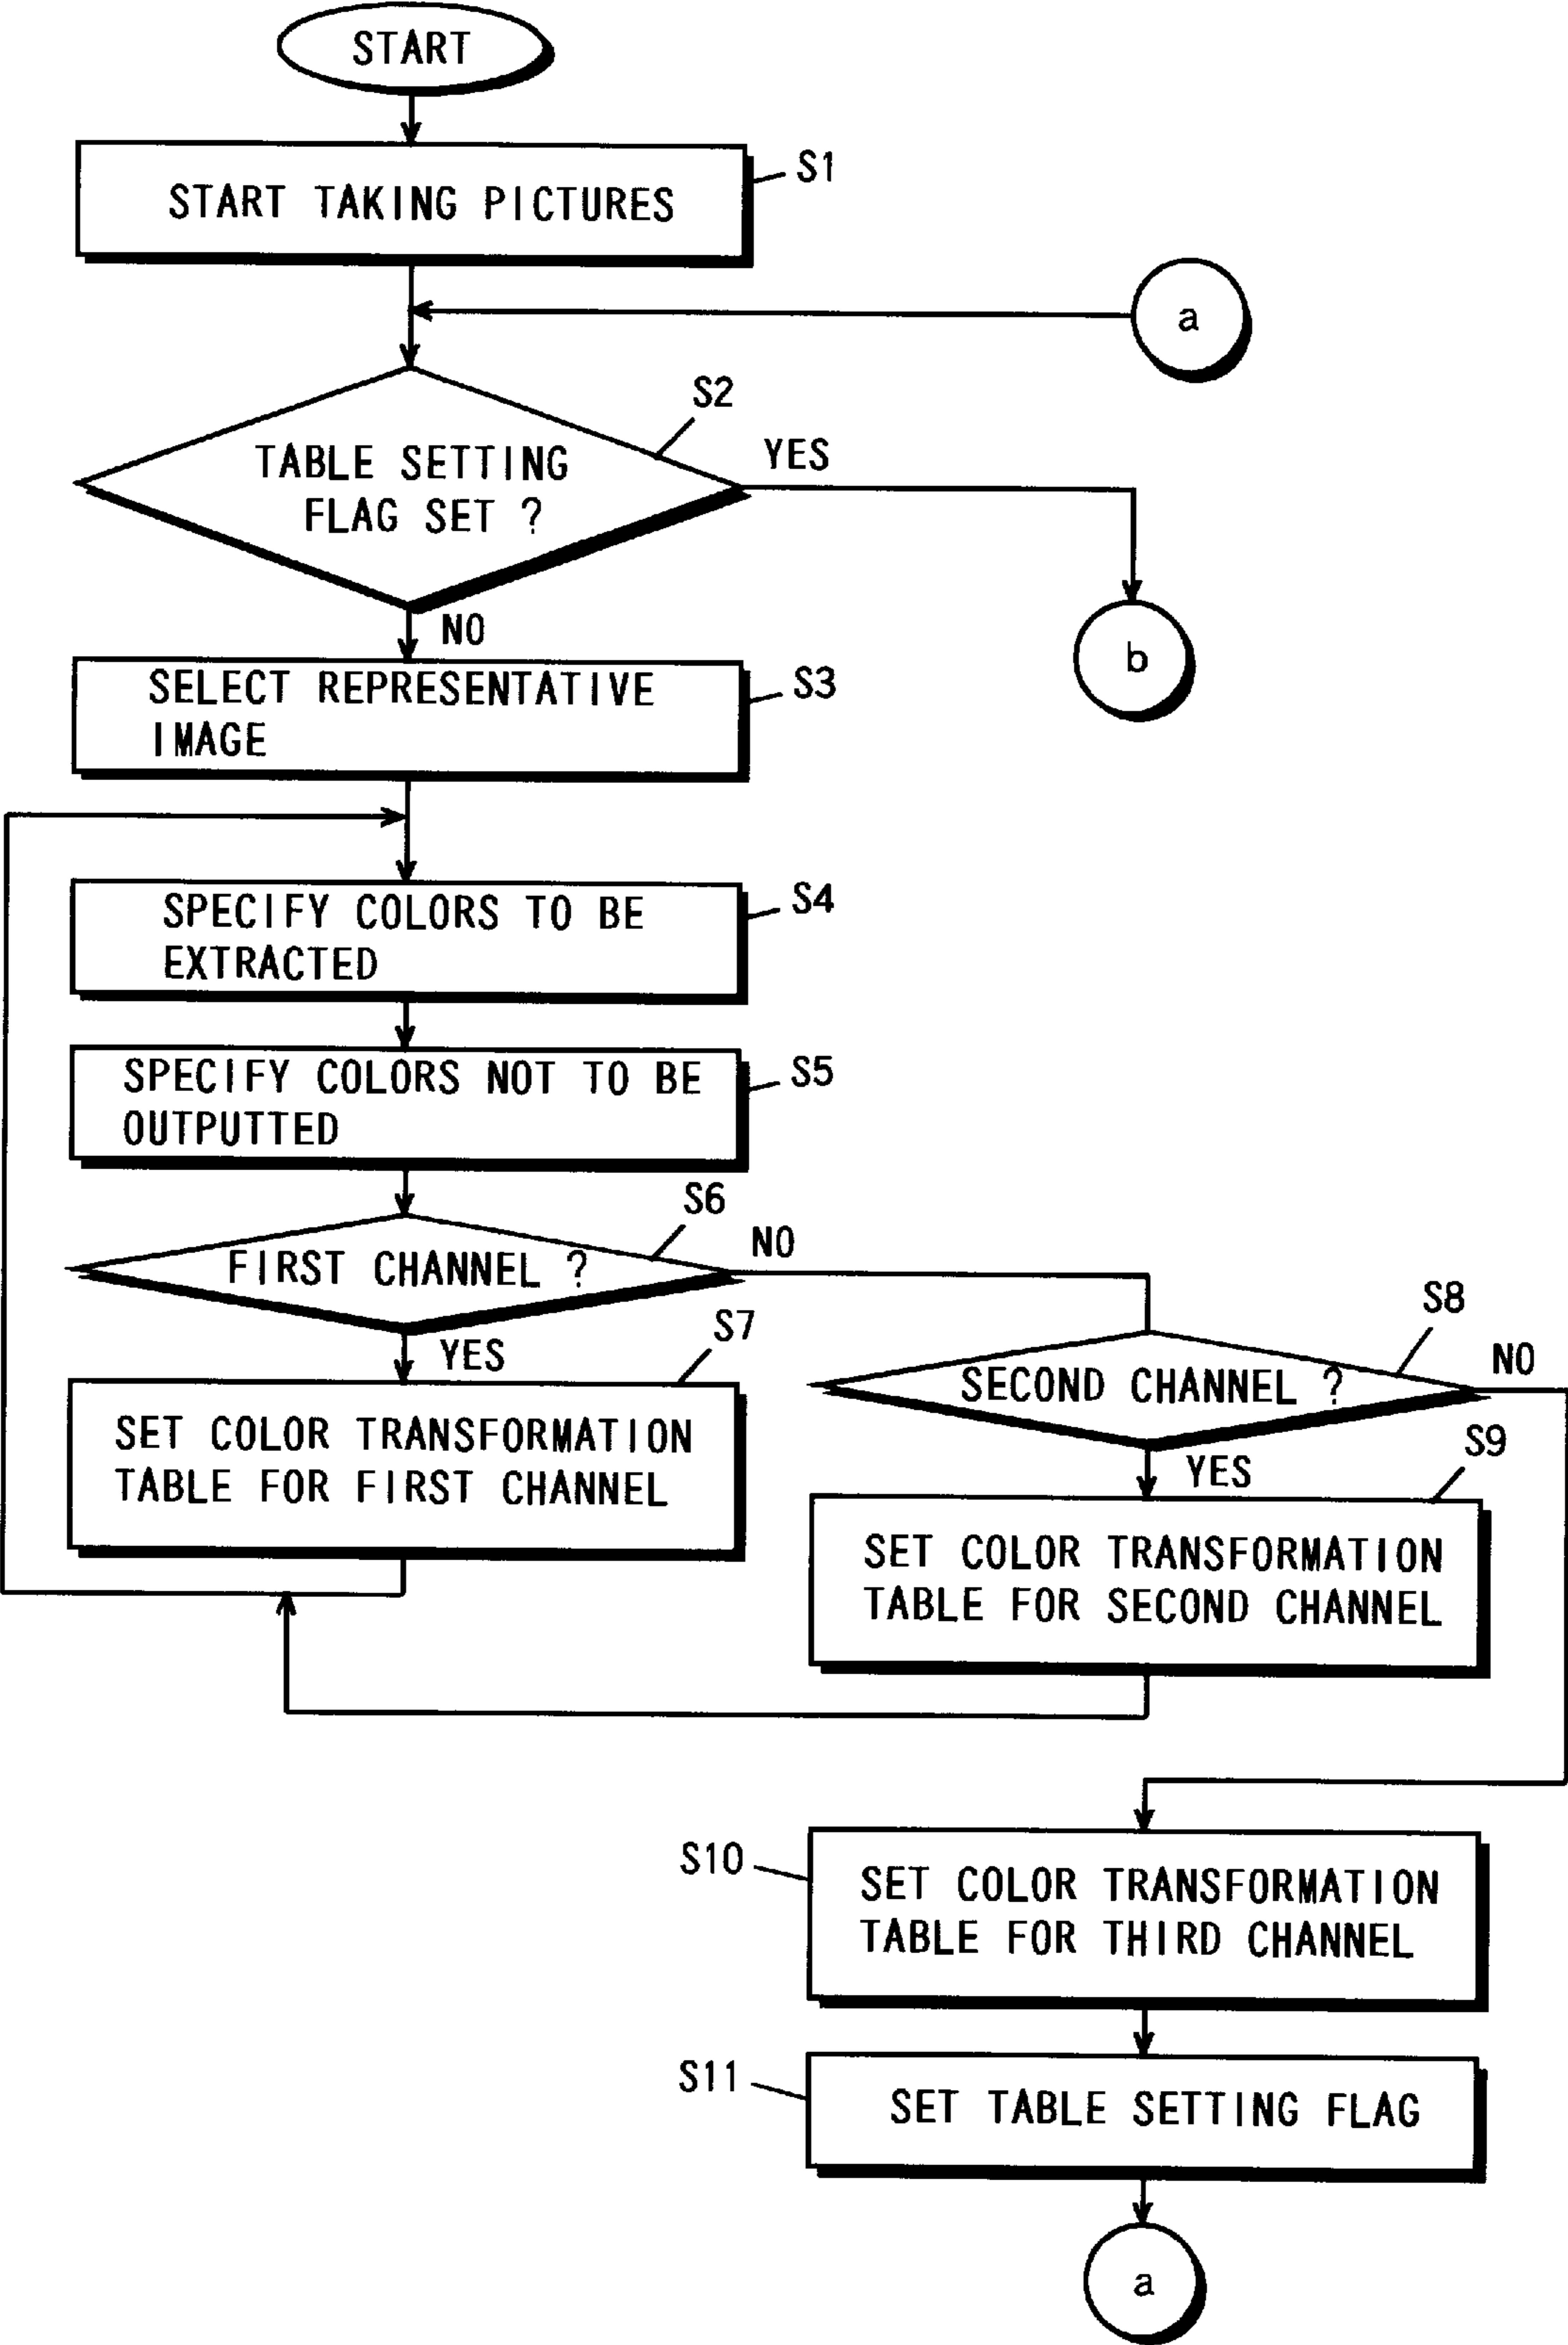 START
S1
START TAKING PICTURES
a
S2
TABLE SETTING
FLAG SET ?
YES
NO
b
S3
SELECT REPRESENTATIVE
IMAGE
S4
SPECIFY COLORS TO BE
EXTRACTED
S5
SPECIFY COLORS NOT TO BE
OUTPUTTED
S6
FIRST CHANNEL ?
NO
YES
S7
SET COLOR TRANSFORMATION
TABLE FOR FIRST CHANNEL
S8
SECOND CHANNEL ?
NO
YES
S9
SET COLOR TRANSFORMATION
TABLE FOR SECOND CHANNEL
S10
SET COLOR TRANSFORMATION
TABLE FOR THIRD CHANNEL
S11
SET TABLE SETTING FLAG
a